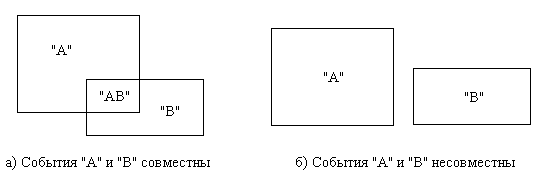 "A"
"AB"
"B"
а) События "A" и "B" совместны
"A"
"B"
б) События "A" и "B" несовместны